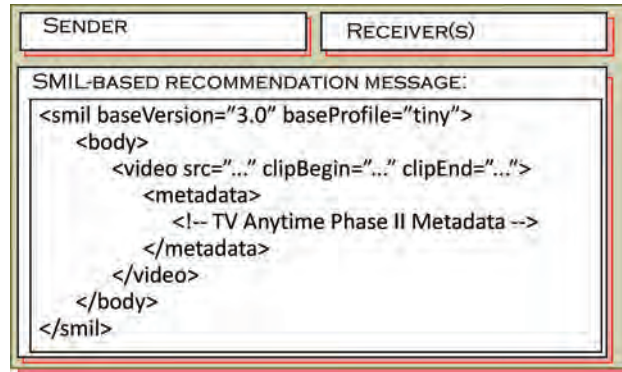 SENDER
RECEIVER(S)
SMIL-BASED RECOMMENDATION MESSAGE:
<smil baseVersion="3.0" baseProfile="tiny">
<body>
<video src="..." clipBegin="..." clipEnd="...">
<metadata>
<!-- TV Anytime Phase II Metadata -->
</metadata>
</video>
</body>
</smil>